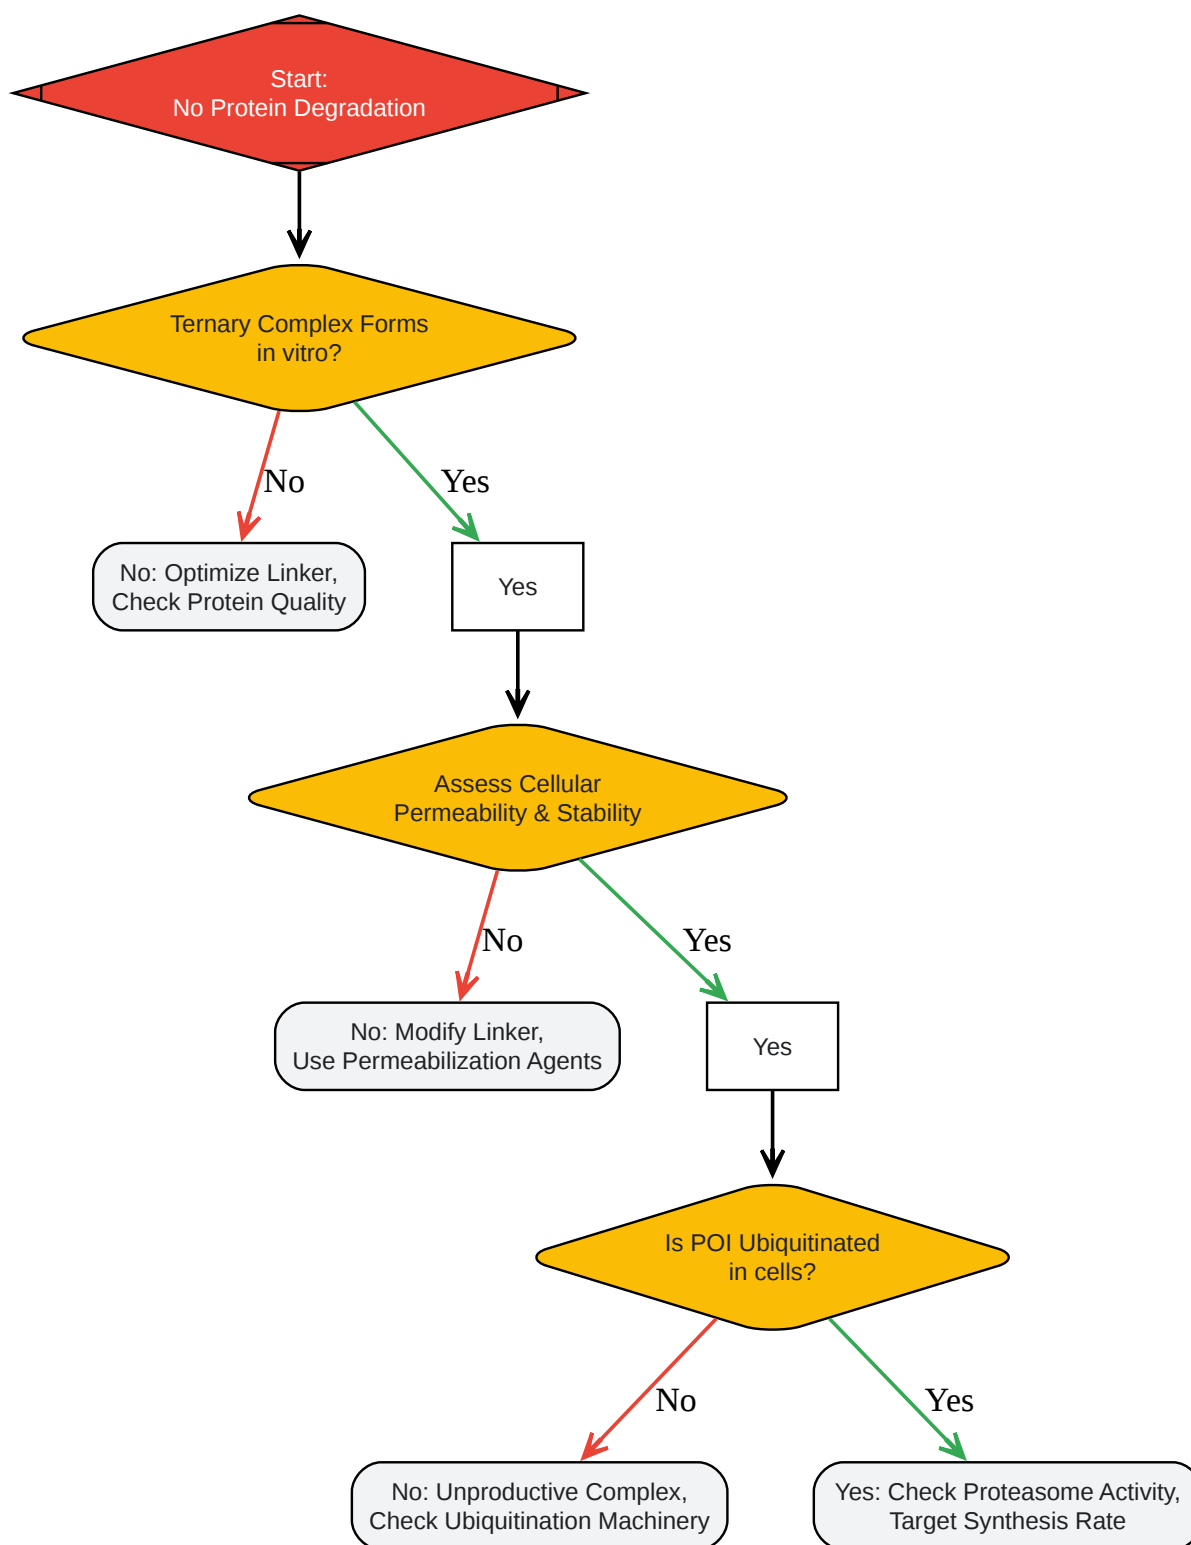 Start:
No Protein Degradation
Ternary Complex Forms
in vitro?
No
Yes
No: Optimize Linker,
Check Protein Quality
Yes
Assess Cellular
Permeability & Stability
No
Yes
No: Modify Linker,
Use Permeabilization Agents
Yes
Is POI Ubiquitinated
in cells?
No
Yes
No: Unproductive Complex,
Check Ubiquitination Machinery
Yes: Check Proteasome Activity,
Target Synthesis Rate